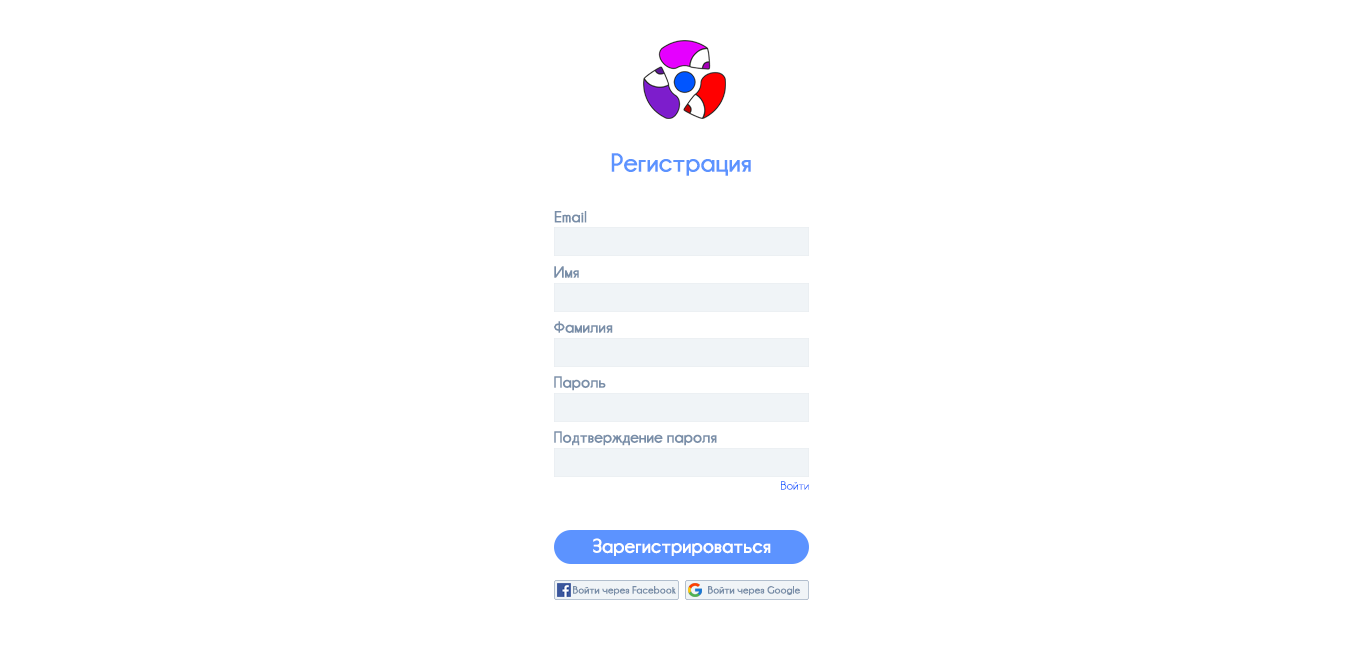 Регистрация
Email
Имя
Фамилия
Пароль
Подтверждение пароля
Войти
Зарегистрироваться
Войти через Facebook
Войти через Google